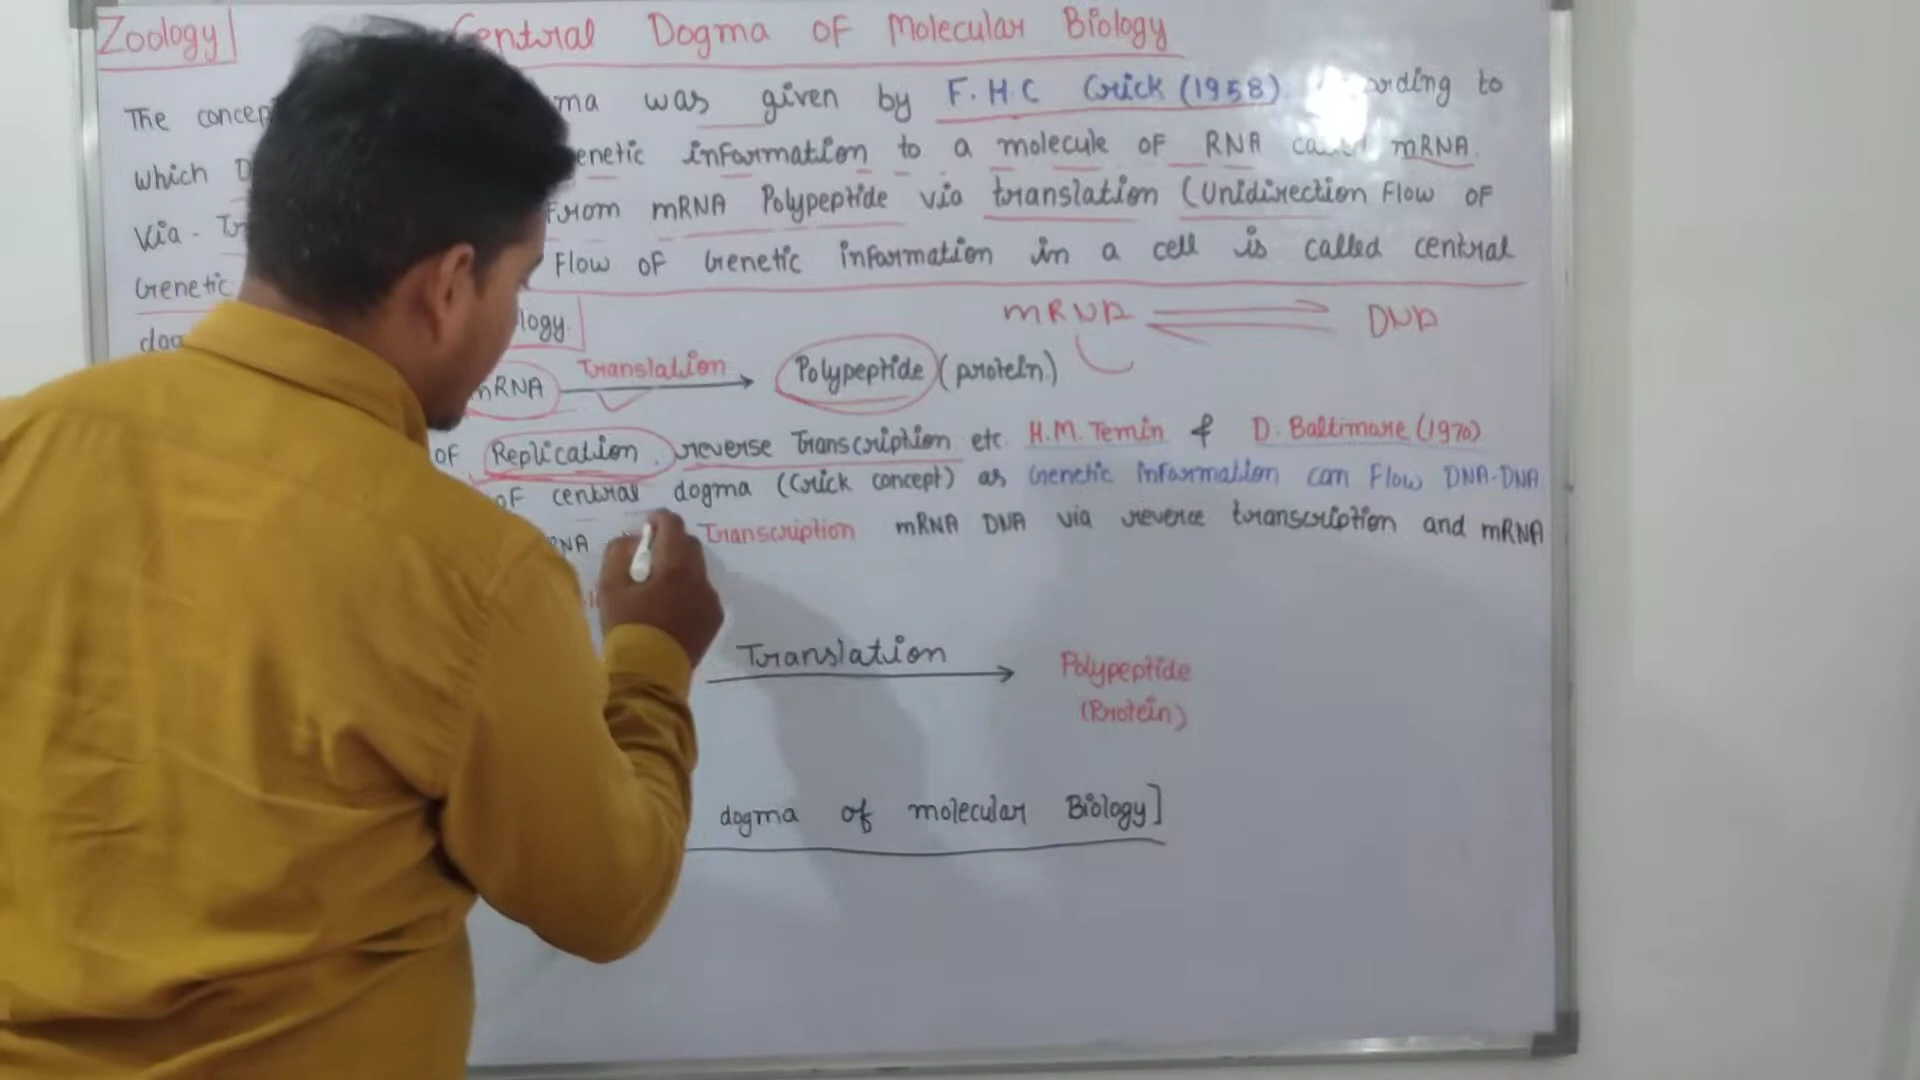 Zoology
Central Dogma OF Molecular Biology
The concep ma was given by F.H.C Crick (1958) According to
which D enetic information to a molecule OF RNA called mRNA.
Via - Tr From mRNA Polypeptide via translation (Unidirection Flow OF
Genetic Flow OF Genetic information in a cell is called central
dog logy.
mRNA DNA
mRNA Translation Polypeptide (protein)
OF Replication, reverse Transcription etc H.M. Temin & D. Baltimore (1970)
OF central dogma (Crick concept) as Genetic information can Flow DNA-DNA
RNA Transcription mRNA DNA via reverce transcription and mRNA
Translation Polypeptide
(Protein)
dogma of molecular Biology]